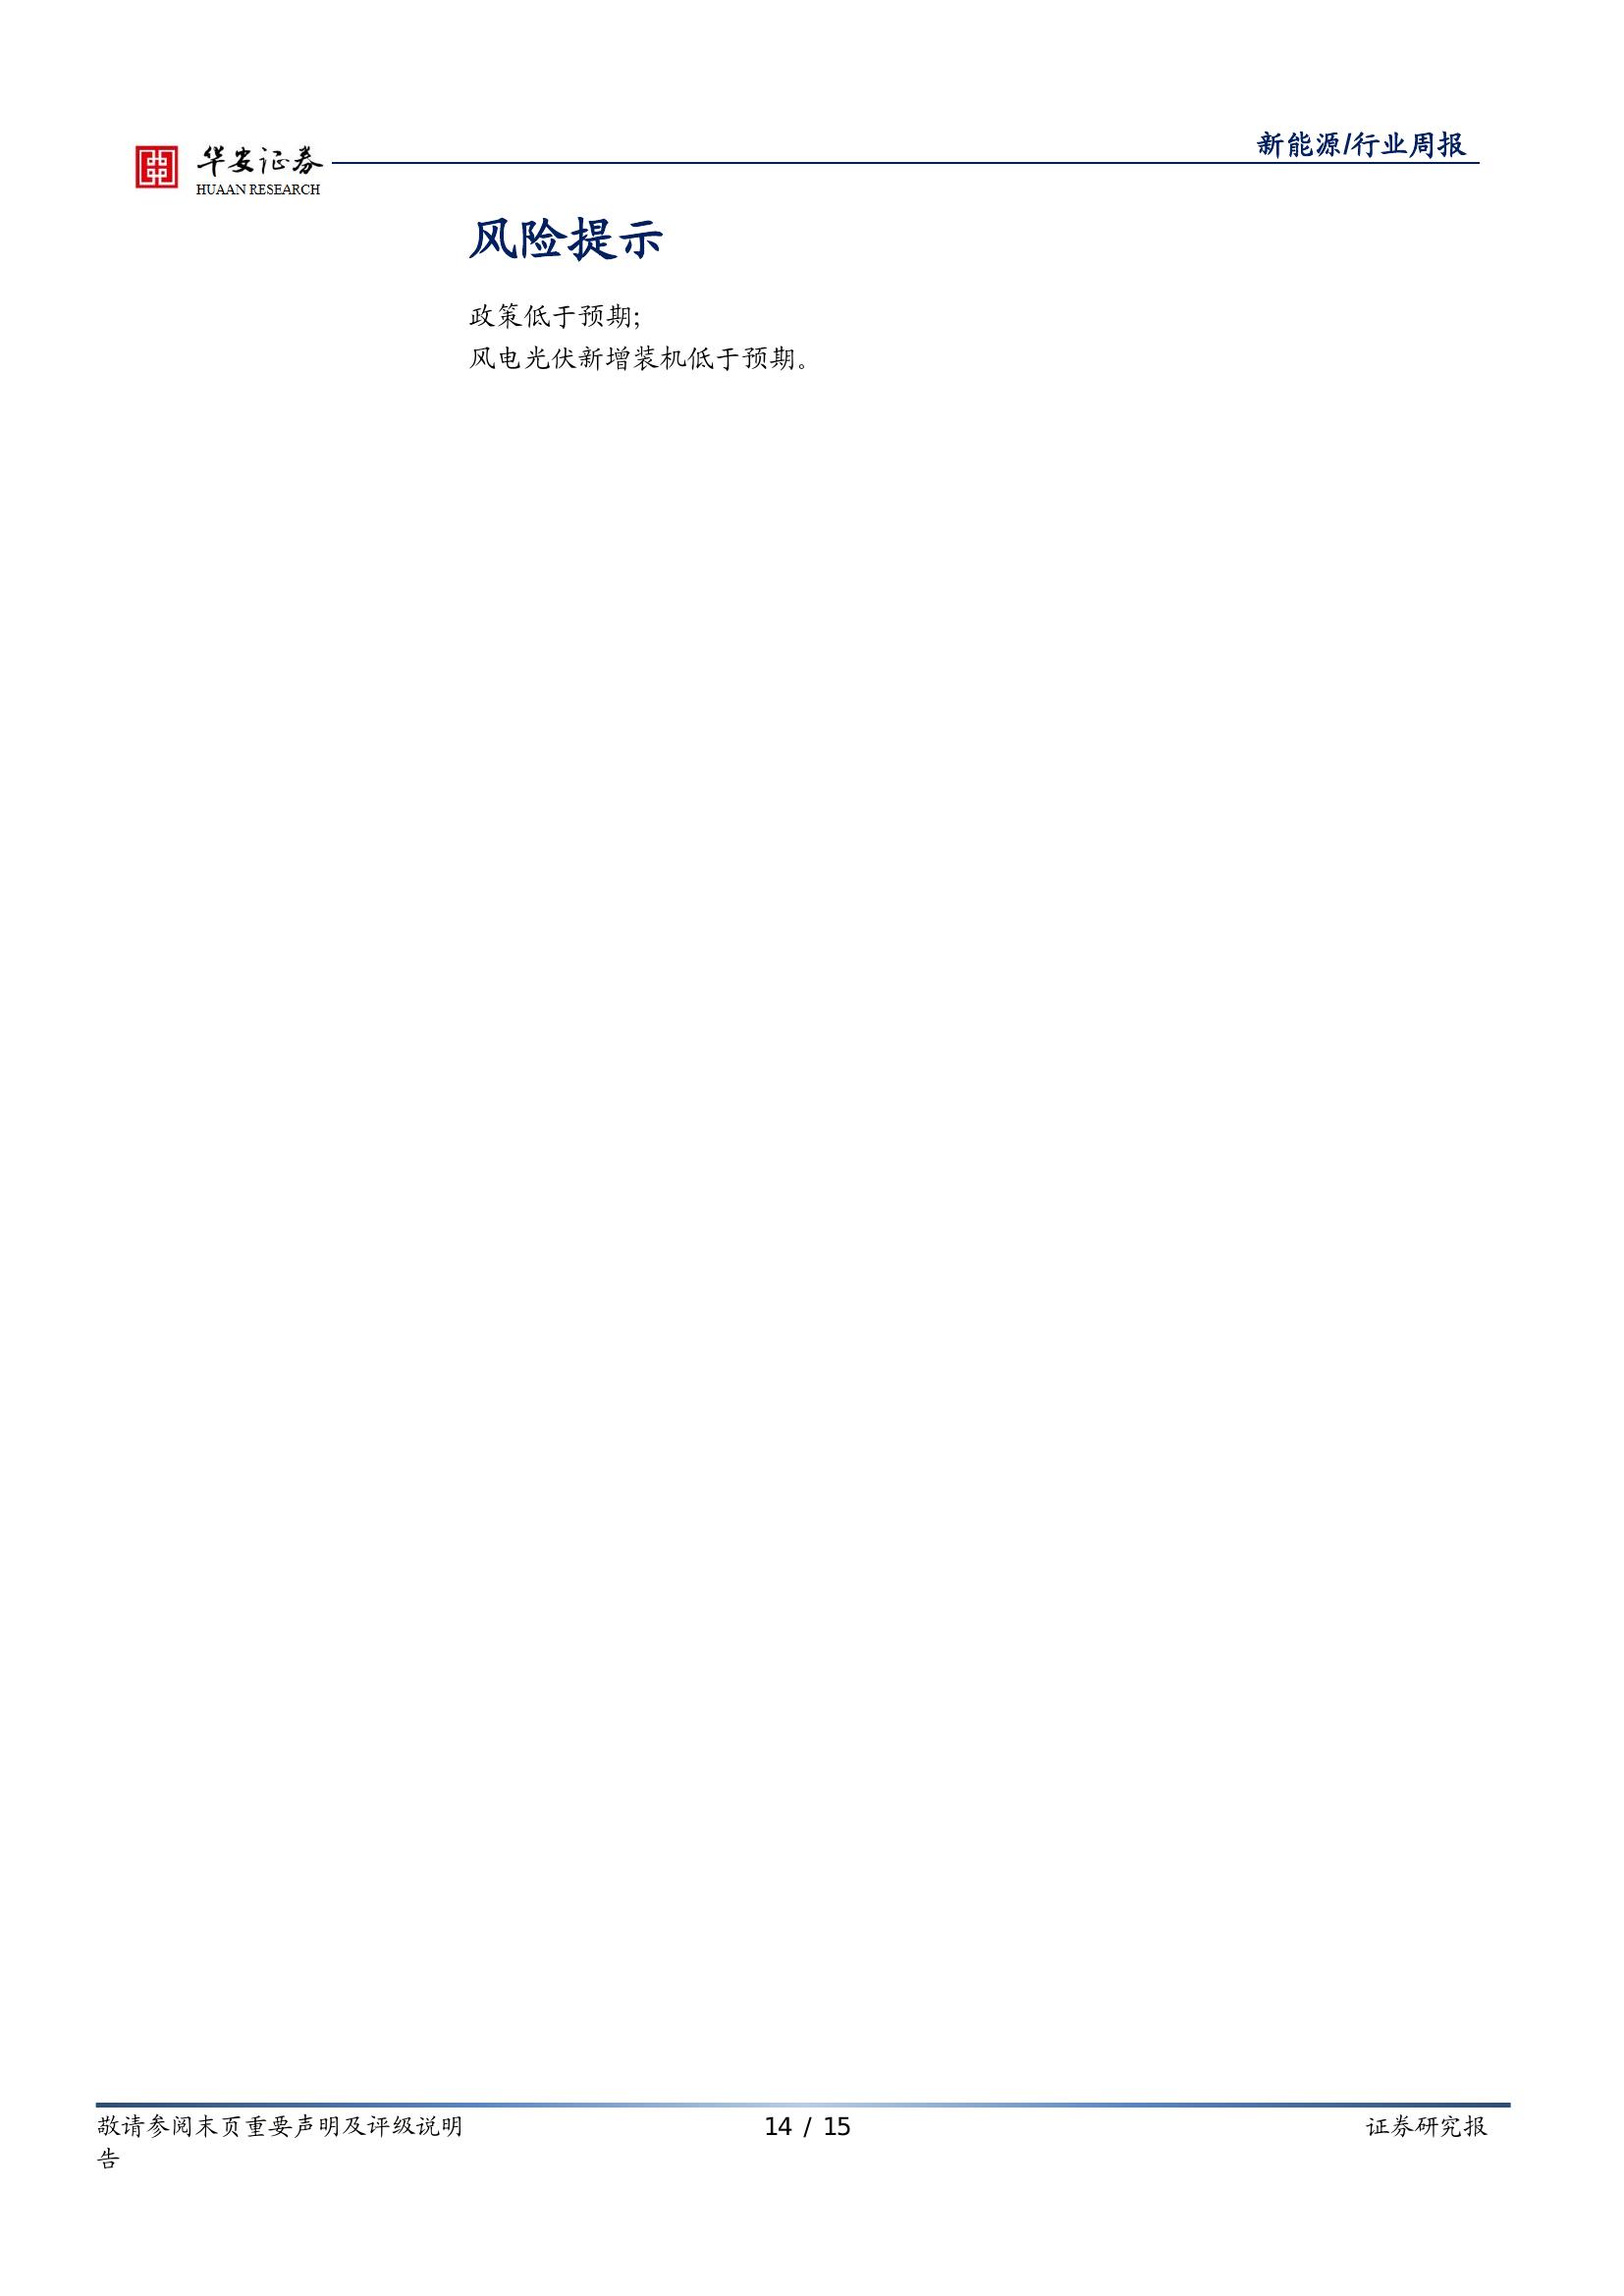 华安证券
HUAAN RESEARCH
新能源/行业周报
风险提示
政策低于预期;
风电光伏新增装机低于预期。
敬请参阅末页重要声明及评级说明 14 / 15 证券研究报
告